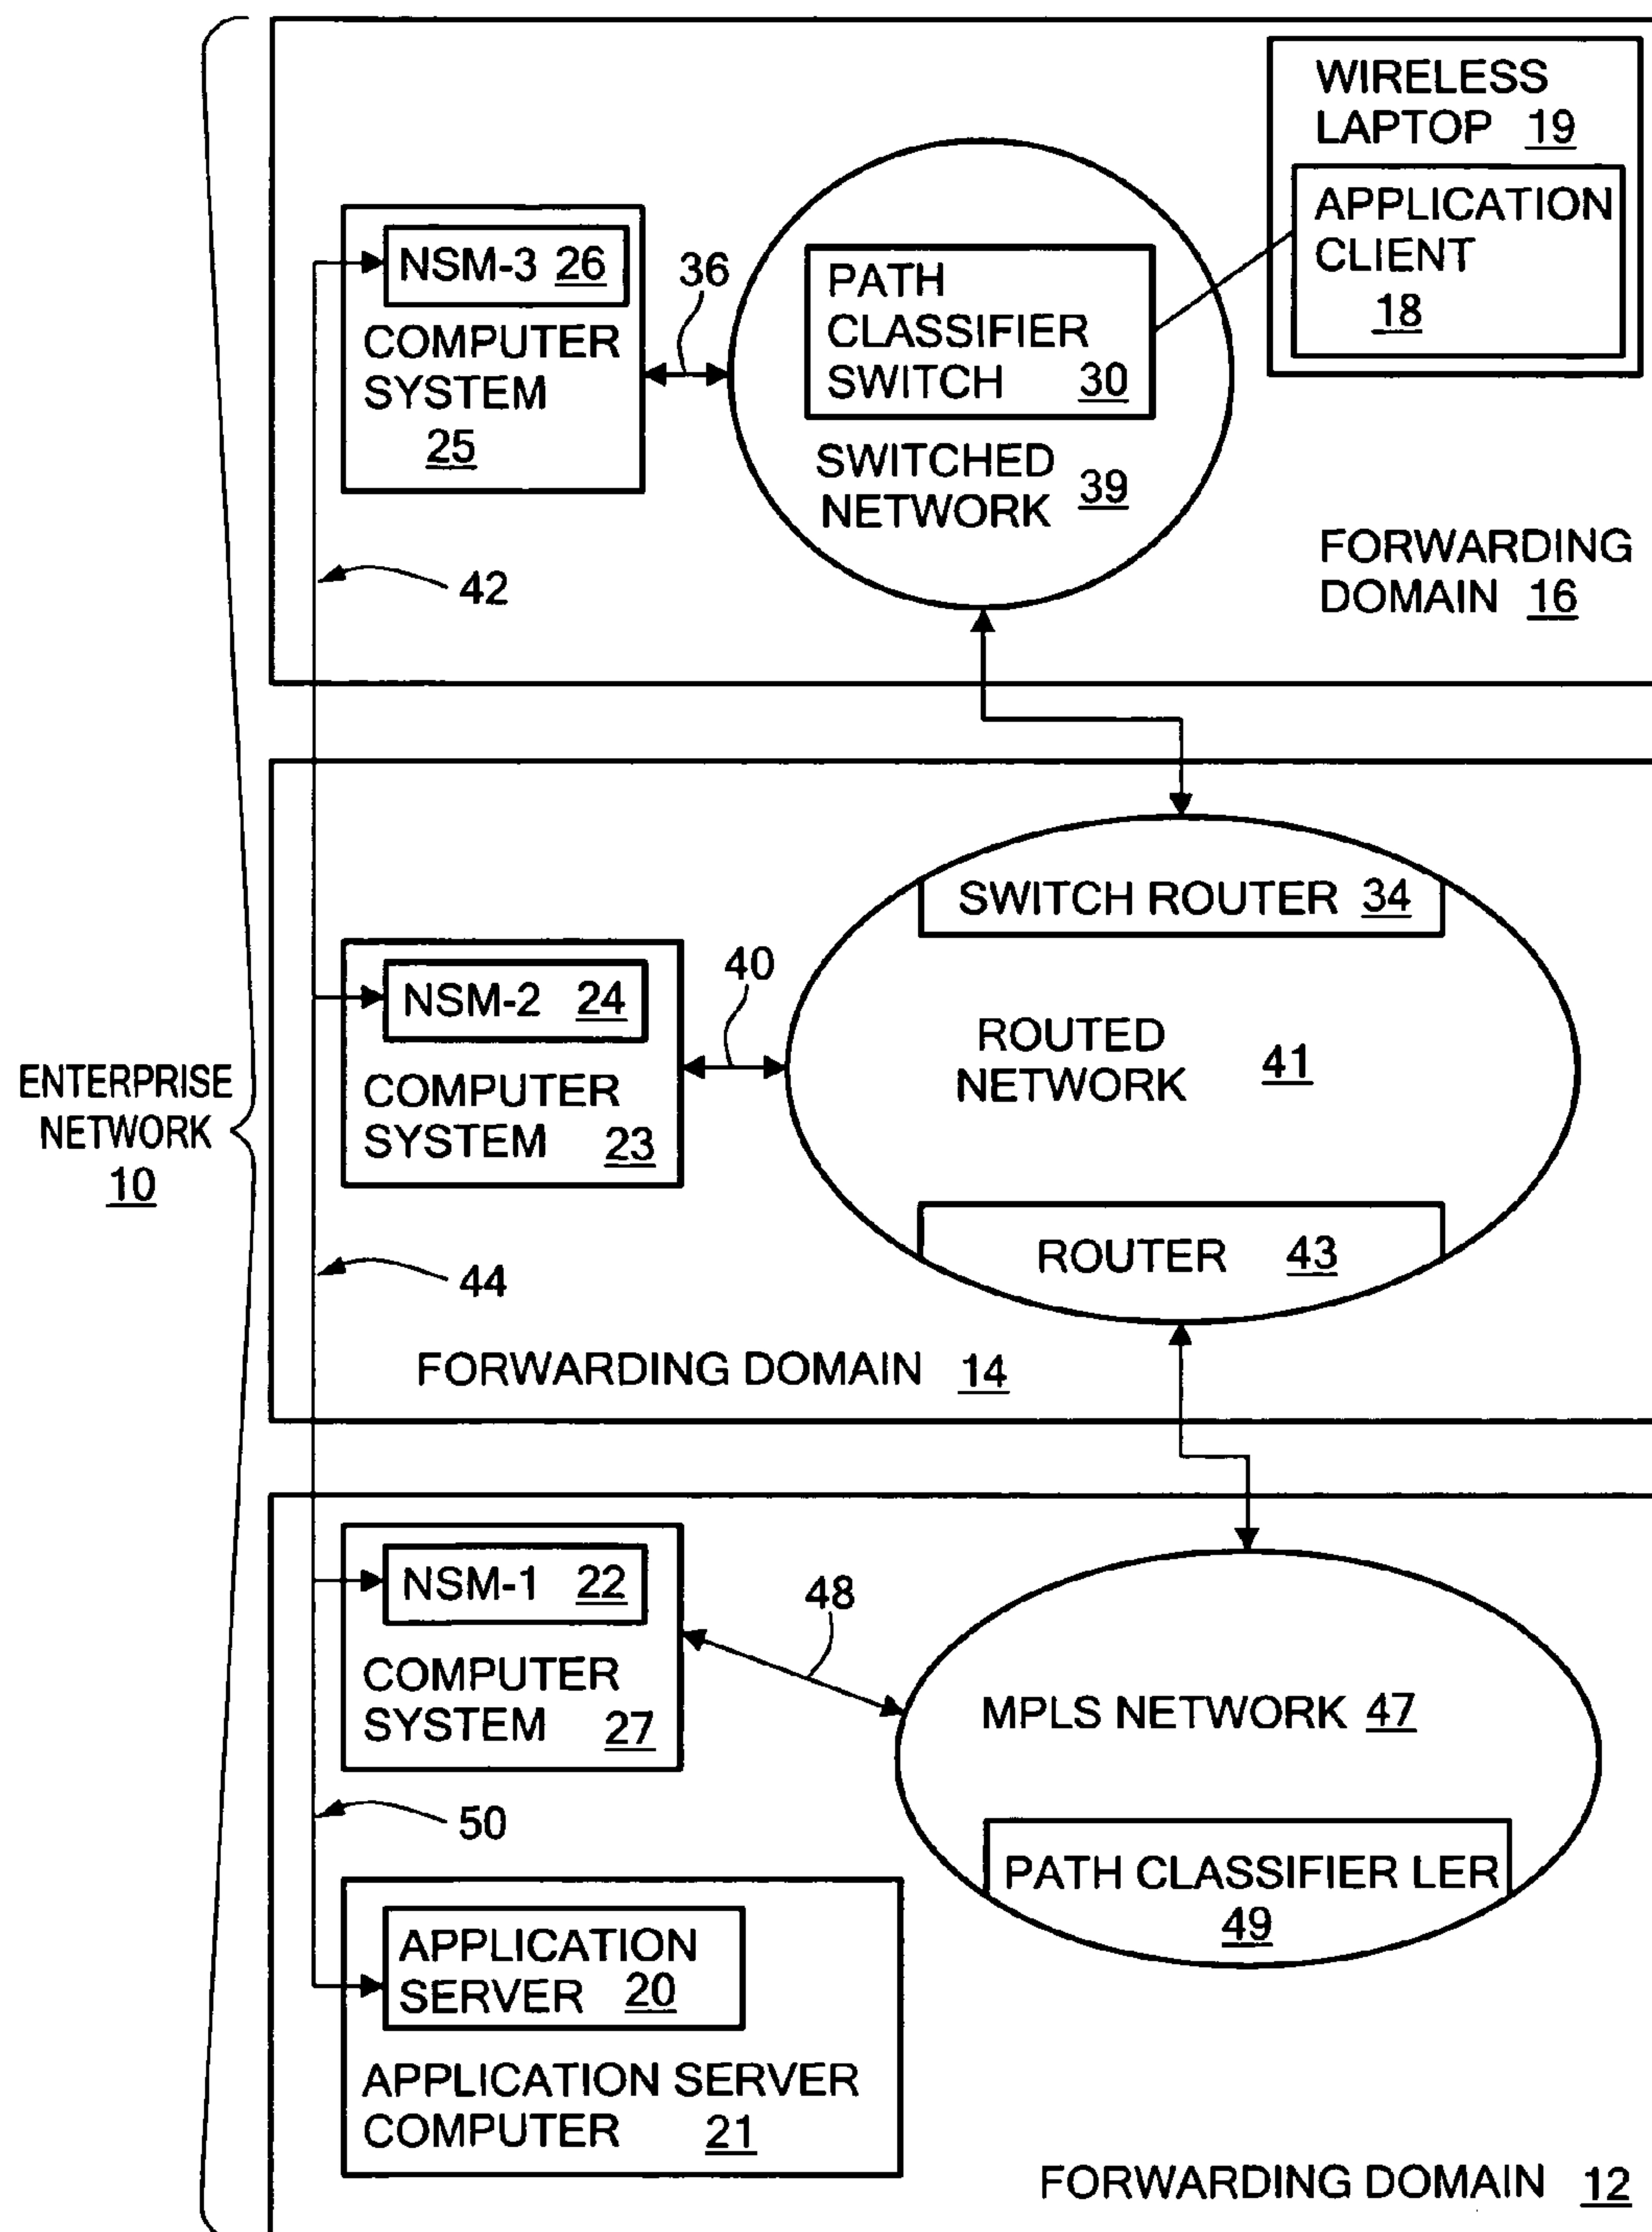 WIRELESS
LAPTOP 19
APPLICATION
CLIENT
18
NSM-3 26
COMPUTER
SYSTEM
25
36
PATH
CLASSIFIER
SWITCH 30
SWITCHED
NETWORK 39
FORWARDING
DOMAIN 16
42
SWITCH ROUTER 34
NSM-2 24
COMPUTER
SYSTEM 23
40
ROUTED
NETWORK 41
ENTERPRISE
NETWORK
10
ROUTER 43
44
FORWARDING DOMAIN 14
NSM-1 22
COMPUTER
SYSTEM 27
48
MPLS NETWORK 47
50
PATH CLASSIFIER LER
49
APPLICATION
SERVER 20
APPLICATION SERVER
COMPUTER 21
FORWARDING DOMAIN 12